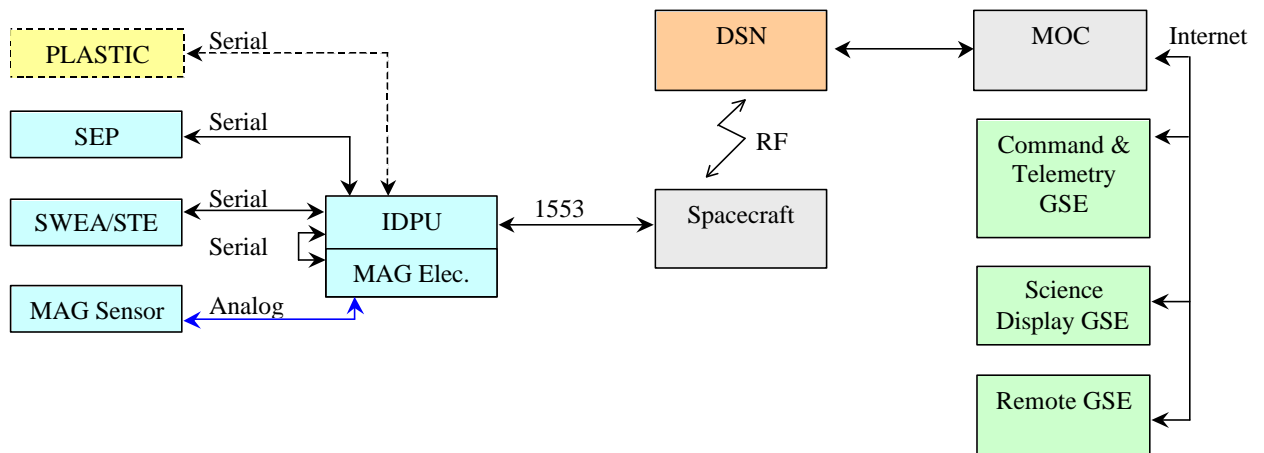 PLASTIC
Serial
DSN
MOC
Internet
SEP
Serial
RF
Command &
Telemetry
GSE
SWEA/STE
Serial
Serial
IDPU
MAG Elec.
1553
Spacecraft
MAG Sensor
Analog
Science
Display GSE
Remote GSE